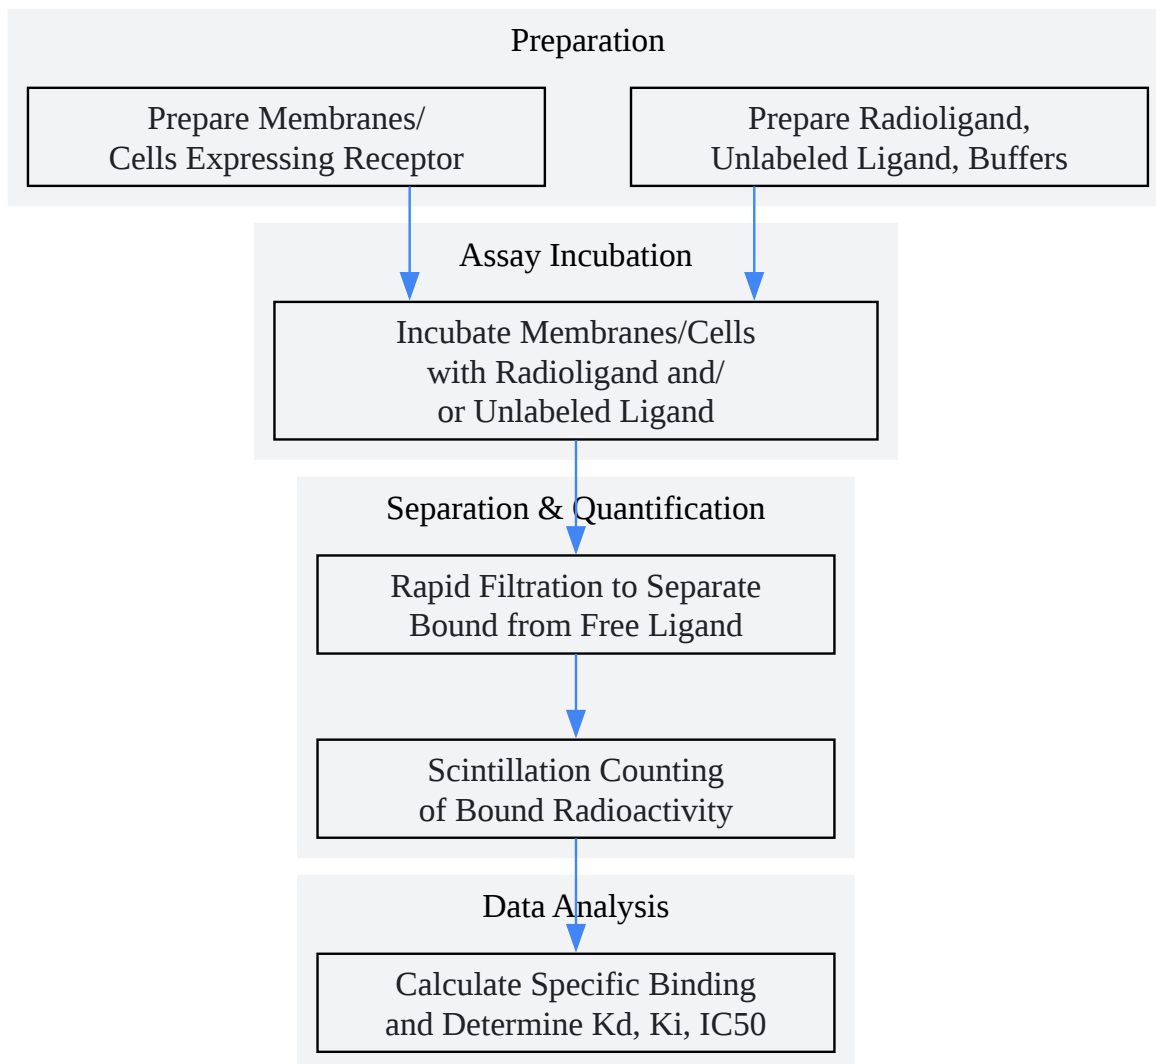 Preparation
Prepare Membranes/
Cells Expressing Receptor
Prepare Radioligand,
Unlabeled Ligand, Buffers
Assay Incubation
Incubate Membranes/Cells
with Radioligand and/
or Unlabeled Ligand
Separation & Quantification
Rapid Filtration to Separate
Bound from Free Ligand
Scintillation Counting
of Bound Radioactivity
Data Analysis
Calculate Specific Binding
and Determine Kd, Ki, IC50